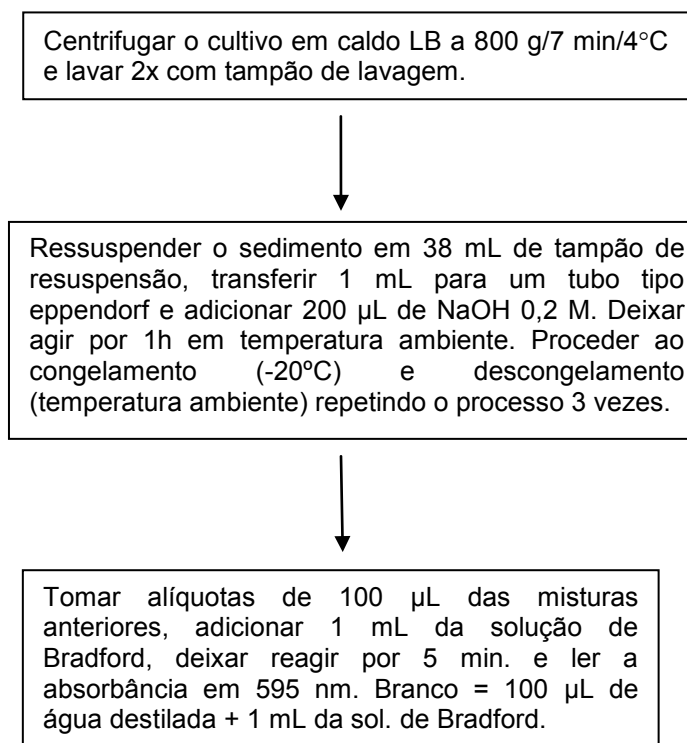 Centrifugar o cultivo em caldo LB a 800 g/7 min/4°C
e lavar 2x com tampão de lavagem.
Ressuspender o sedimento em 38 mL de tampão de
resuspensão, transferir 1 mL para um tubo tipo
eppendorf e adicionar 200 µL de NaOH 0,2 M. Deixar
agir por 1h em temperatura ambiente. Proceder ao
congelamento (-20ºC) e descongelamento
(temperatura ambiente) repetindo o processo 3 vezes.
Tomar alíquotas de 100 µL das misturas
anteriores, adicionar 1 mL da solução de
Bradford, deixar reagir por 5 min. e ler a
absorbância em 595 nm. Branco = 100 µL de
água destilada + 1 mL da sol. de Bradford.